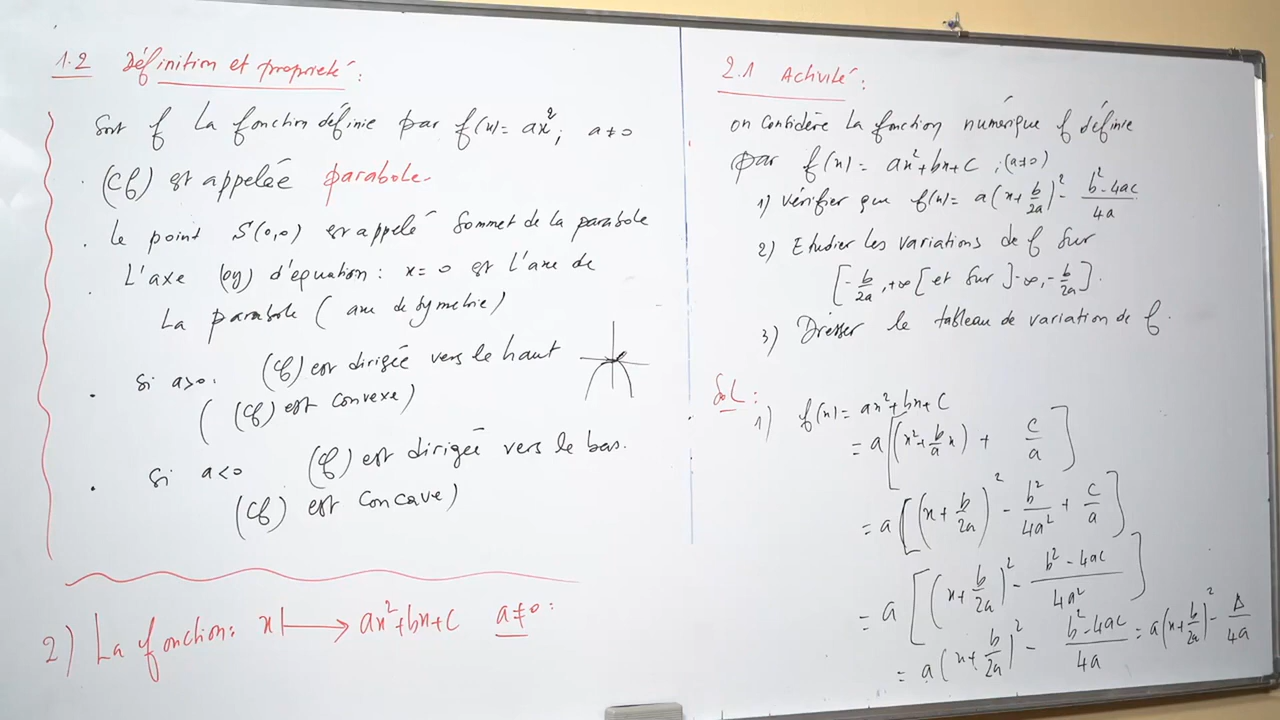 1.2 Définition et proprieté:
Soit f La fonction définie par f(x)= ax²; a≠0
(Cf) est appelée parabole.
. Le point S(0,0) est appelé Sommet de la parabole
. L'axe (oy) d'equation: x=0 est L'axe de
La parabole (axe de symetrie)
. Si a>0. (Cf) est dirigée vers le haut
( (Cf) est convexe)
. Si a<0 (Cf) est dirigée vers le bas.
(Cf) est concave)
2) La fonction: x ⟼ ax²+bx+c a≠0:
2.1 Activité:
on Considère La fonction numérique f définie
par f(x)= ax²+bx+c ; (a≠0)
1) Vérifier que f(x)= a(x+b/2a)² - (b²-4ac)/4a
2) Etudier les variations de f Sur
[-b/2a, +∞[ et Sur ]-∞, -b/2a].
3) Dresser le tableau de variation de f.
Sol:
1) f(x)= ax²+bx+c
= a[(x²+b/a x) + c/a]
= a[(x+b/2a)² - b²/4a² + c/a]
= a[(x+b/2a)² - (b²-4ac)/4a²]
= a(x+b/2a)² - (b²-4ac)/4a = a(x+b/2a)² - Δ/4a